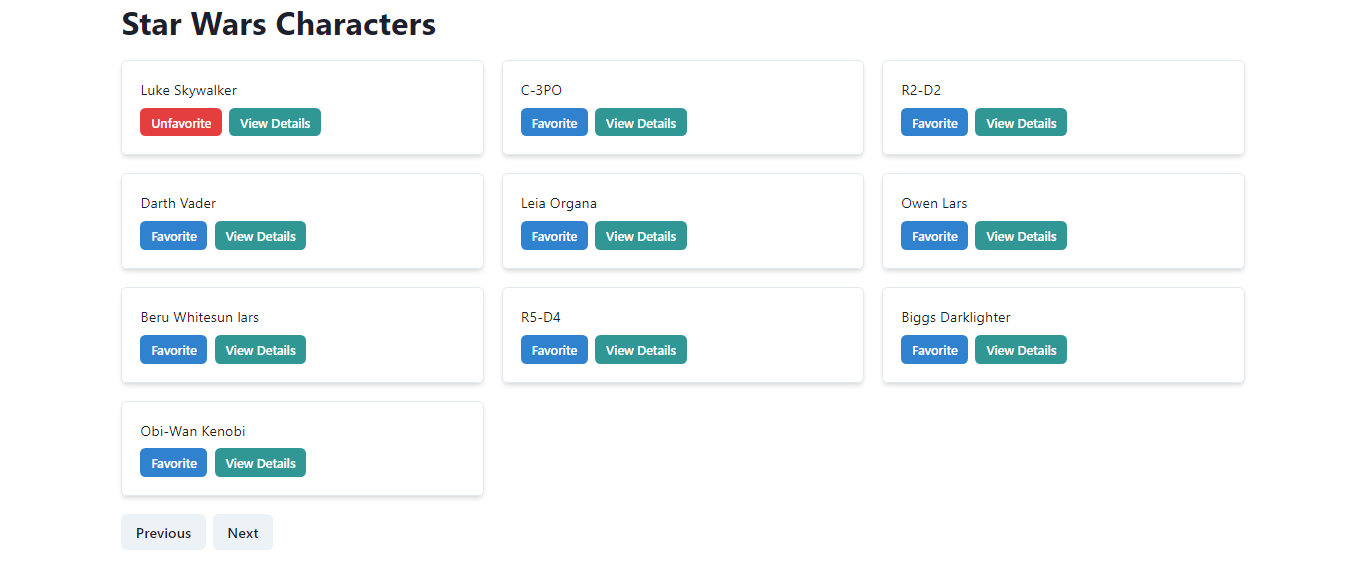 Star Wars Characters
Luke Skywalker
Unfavorite View Details
C-3PO
Favorite View Details
R2-D2
Favorite View Details
Darth Vader
Favorite View Details
Leia Organa
Favorite View Details
Owen Lars
Favorite View Details
Beru Whitesun lars
Favorite View Details
R5-D4
Favorite View Details
Biggs Darklighter
Favorite View Details
Obi-Wan Kenobi
Favorite View Details
Previous Next